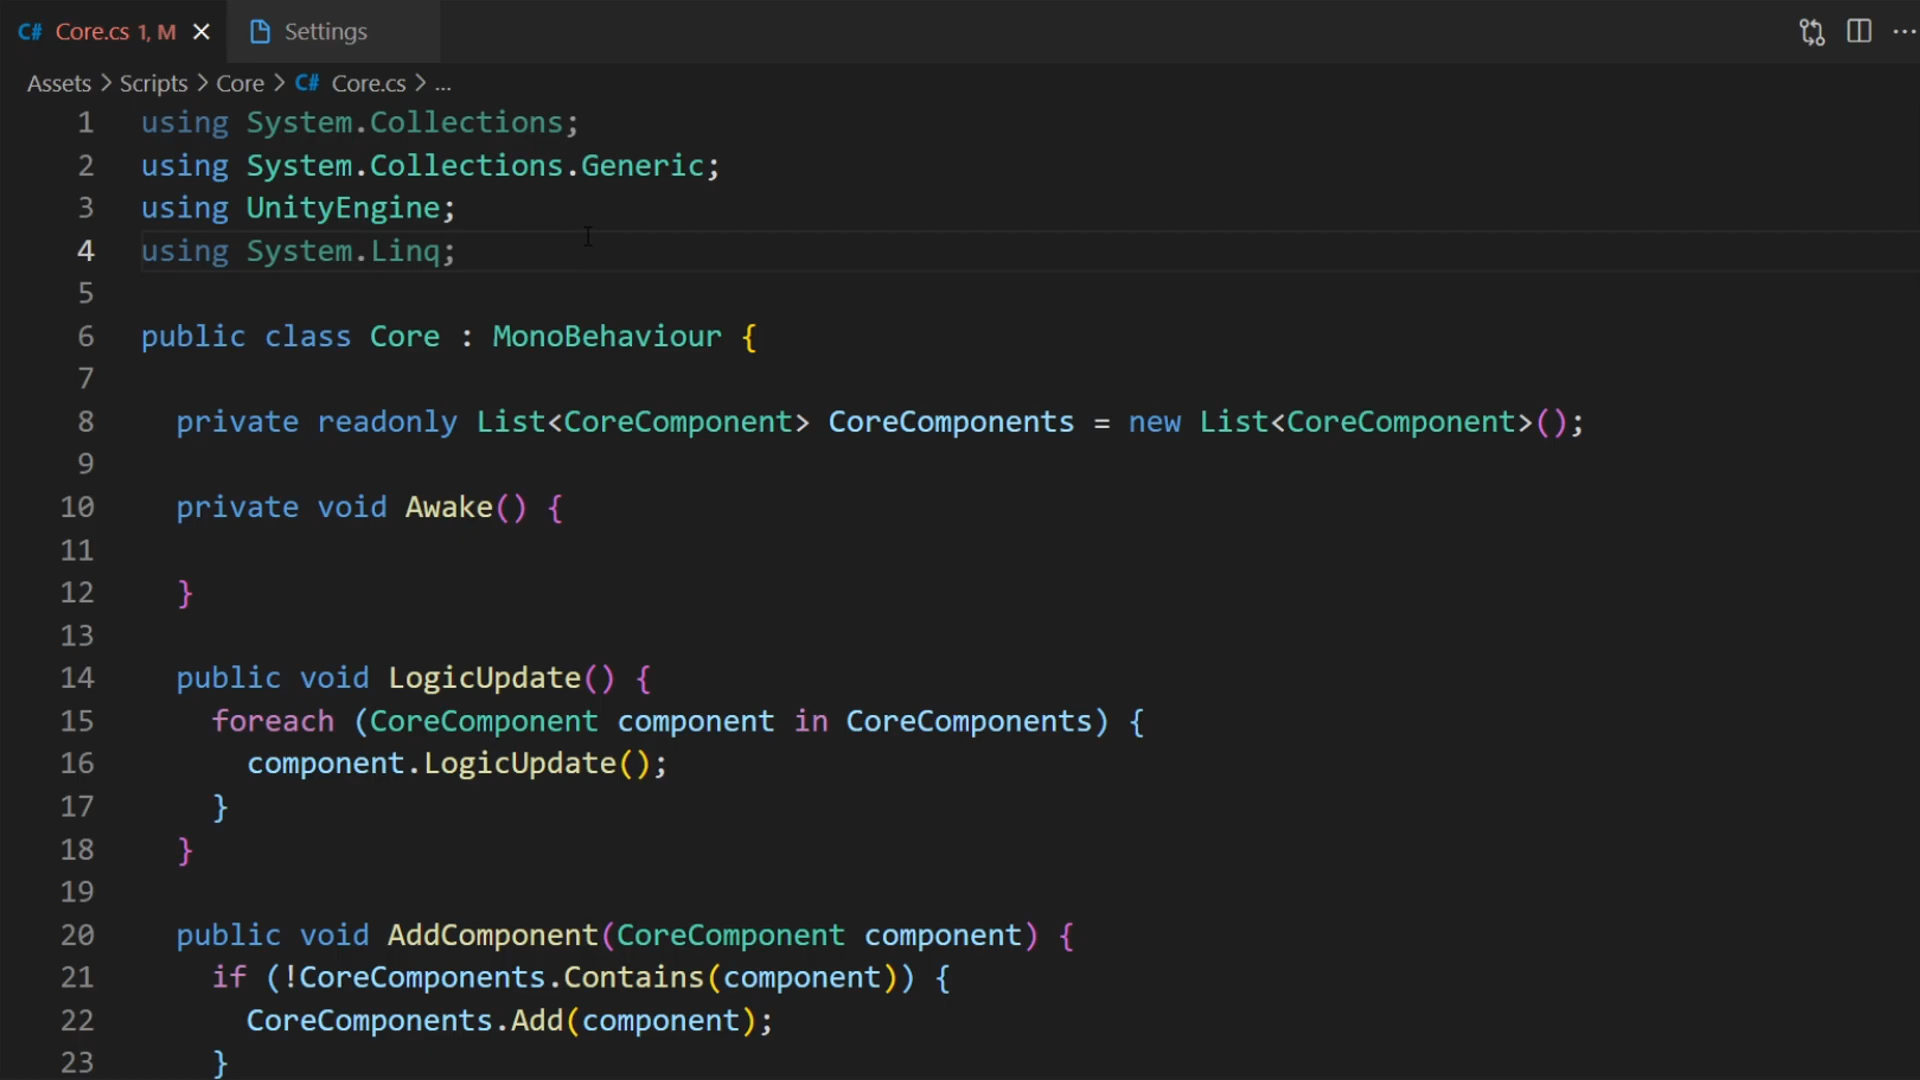 C# Core.cs 1, M Settings
Assets > Scripts > Core > C# Core.cs > ...
1 using System.Collections;
2 using System.Collections.Generic;
3 using UnityEngine;
4 using System.Linq;
5
6 public class Core : MonoBehaviour {
7
8 private readonly List<CoreComponent> CoreComponents = new List<CoreComponent>();
9
10 private void Awake() {
11
12 }
13
14 public void LogicUpdate() {
15 foreach (CoreComponent component in CoreComponents) {
16 component.LogicUpdate();
17 }
18 }
19
20 public void AddComponent(CoreComponent component) {
21 if (!CoreComponents.Contains(component)) {
22 CoreComponents.Add(component);
23 }